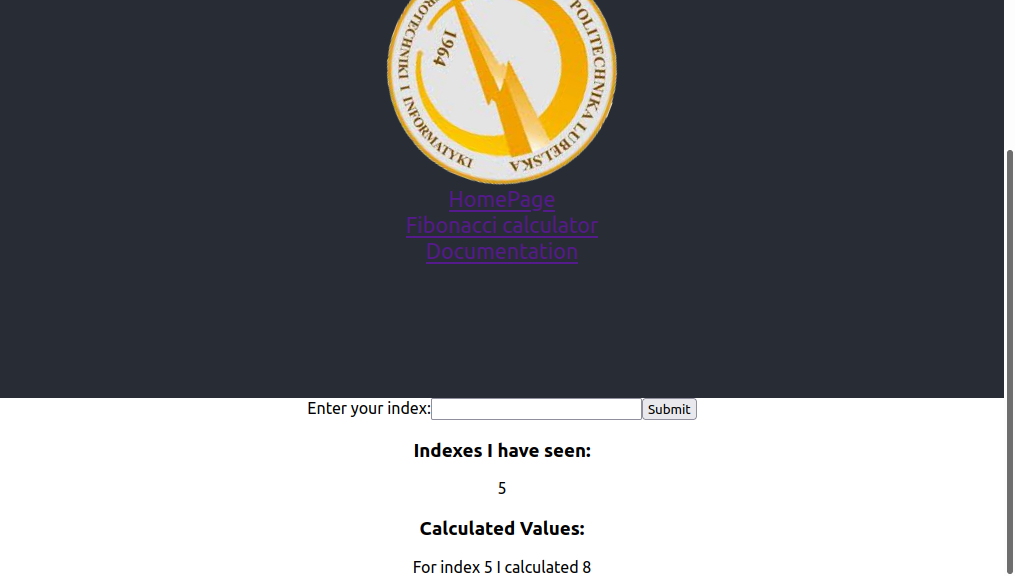 ROTECHNIKI I INFORMATYKI
POLITECHNIKA LUBELSKA
1964
HomePage
Fibonacci calculator
Documentation
Enter your index: Submit
Indexes I have seen:
5
Calculated Values:
For index 5 I calculated 8